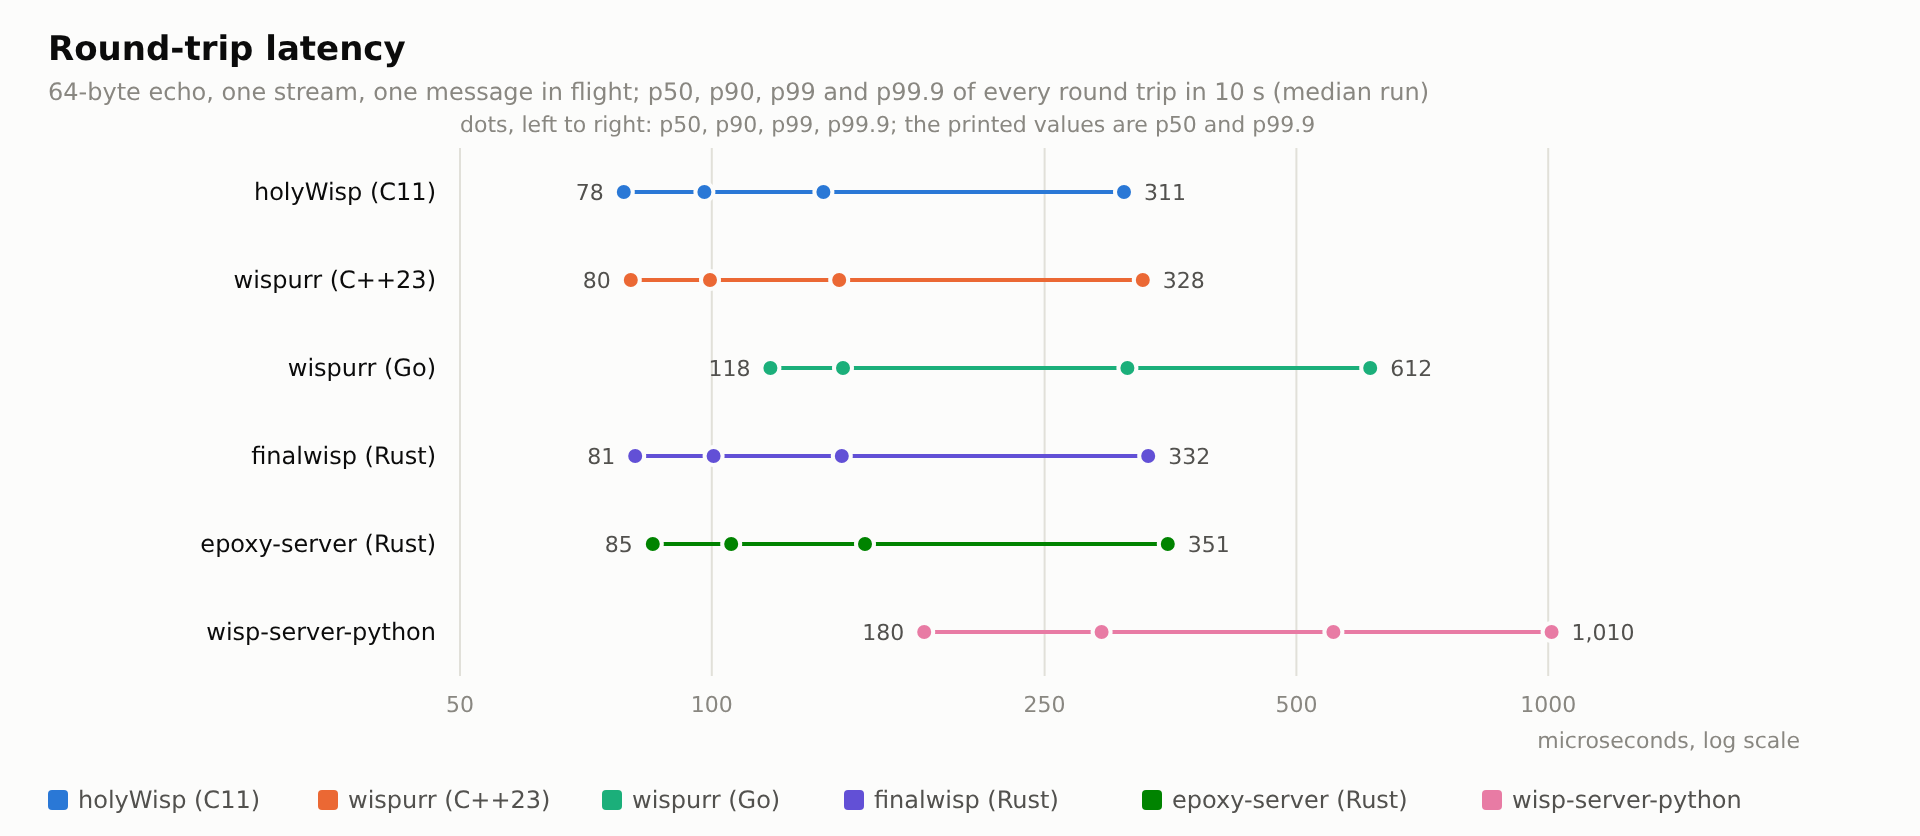 Round-trip latency
64-byte echo, one stream, one message in flight; p50, p90, p99 and p99.9 of every round trip in 10 s (median run)
dots, left to right: p50, p90, p99, p99.9; the printed values are p50 and p99.9
holyWisp (C11) 78 311
wispurr (C++23) 80 328
wispurr (Go) 118 612
finalwisp (Rust) 81 332
epoxy-server (Rust) 85 351
wisp-server-python 180 1,010
50 100 250 500 1000
microseconds, log scale
holyWisp (C11) wispurr (C++23) wispurr (Go) finalwisp (Rust) epoxy-server (Rust) wisp-server-python